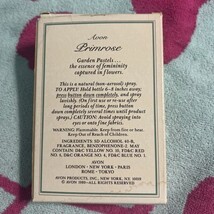 Avon
Primrose
Garden Pastels...
the essence of femininity
captured in flowers.
This is a natural (non-aerosol) spray.
TO APPLY: Hold bottle 6-8 inches away;
press button down completely, and spray
lavishly. (On first use or re-use after
long periods of time, press button down
completely several times until product
sprays.) CAUTION: Avoid spraying into
eyes or onto fine fabrics.
WARNING: Flammable. Keep from fire or heat.
Keep Out of Reach of Children.
INGREDIENTS: SD ALCOHOL 40-B,
FRAGRANCE, BENZOPHENONE-2. MAY
CONTAIN D&C YELLOW NO. 10, FD&C RED
NO. 4, D&C ORANGE NO. 4, FD&C BLUE NO. 1.
AVON
LONDON · NEW YORK · PARIS
ROME · TOKYO
AVON PRODUCTS, INC., NEW YORK, N.Y. 10019
© AVON 1980—ALL RIGHTS RESERVED